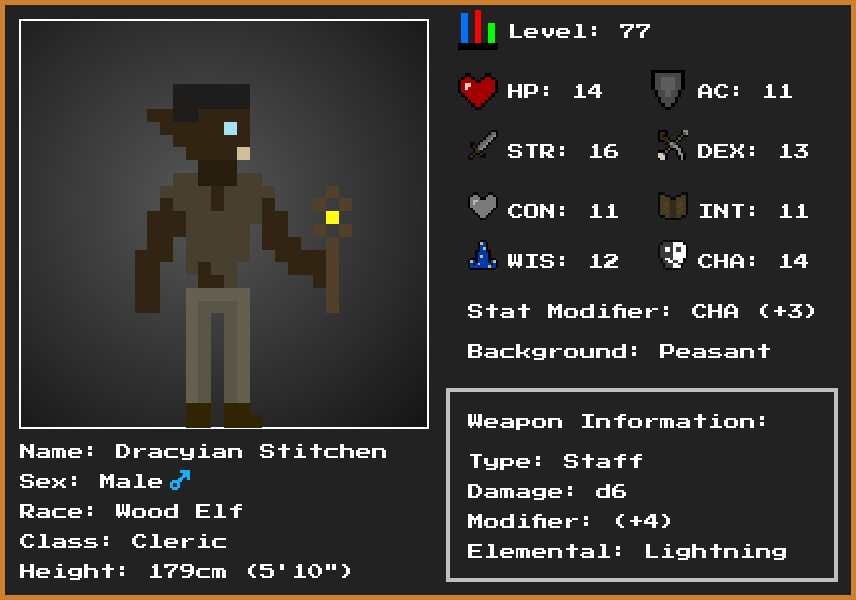 Level: 77
HP: 14
AC: 11
STR: 16
DEX: 13
CON: 11
INT: 11
WIS: 12
CHA: 14
Stat Modifier: CHA (+3)
Background: Peasant
Weapon Information:
Type: Staff
Damage: d6
Modifier: (+4)
Elemental: Lightning
Name: Dracyian Stitchen
Sex: Male ♂
Race: Wood Elf
Class: Cleric
Height: 179cm (5'10")